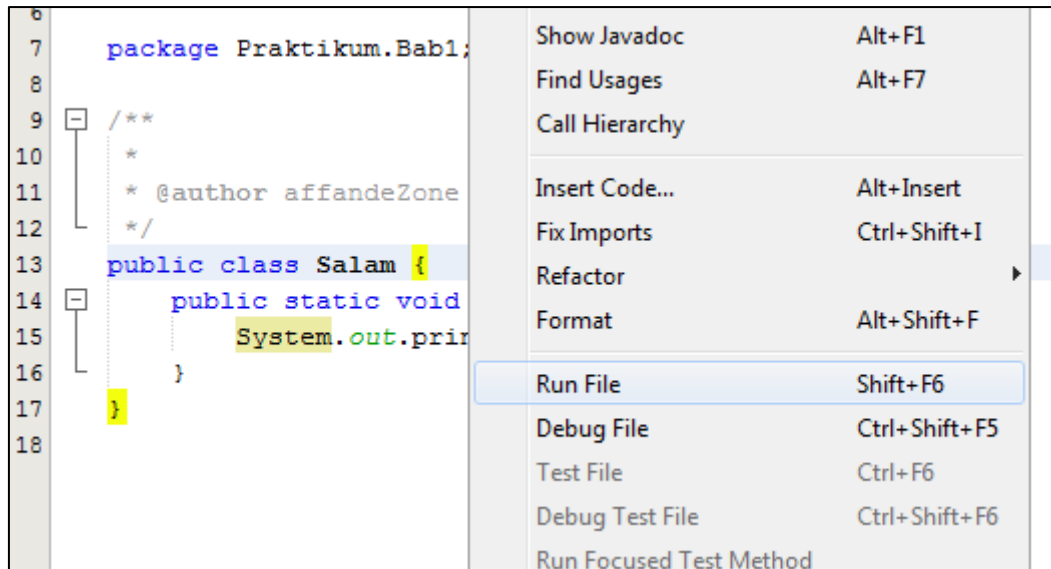 6
7 package Praktikum.Bab1;
8
9 /**
10 *
11 * @author affandeZone
12 */
13 public class Salam {
14 public static void
15 System.out.prin
16 }
17 }
18
Show Javadoc Alt+F1
Find Usages Alt+F7
Call Hierarchy
Insert Code... Alt+Insert
Fix Imports Ctrl+Shift+I
Refactor
Format Alt+Shift+F
Run File Shift+F6
Debug File Ctrl+Shift+F5
Test File Ctrl+F6
Debug Test File Ctrl+Shift+F6
Run Focused Test Method